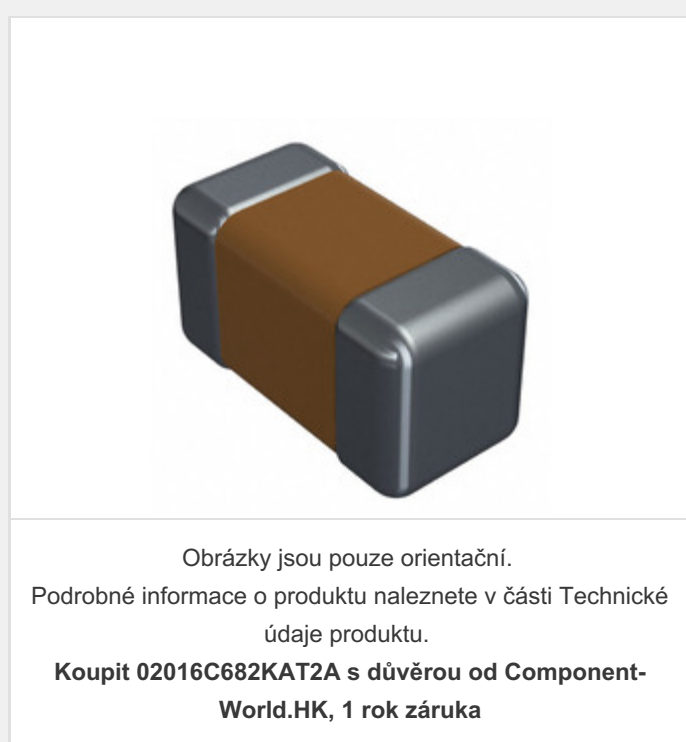 Obrázky jsou pouze orientační.
Podrobné informace o produktu naleznete v části Technické
údaje produktu.
Koupit 02016C682KAT2A s důvěrou od Component-
World.HK, 1 rok záruka